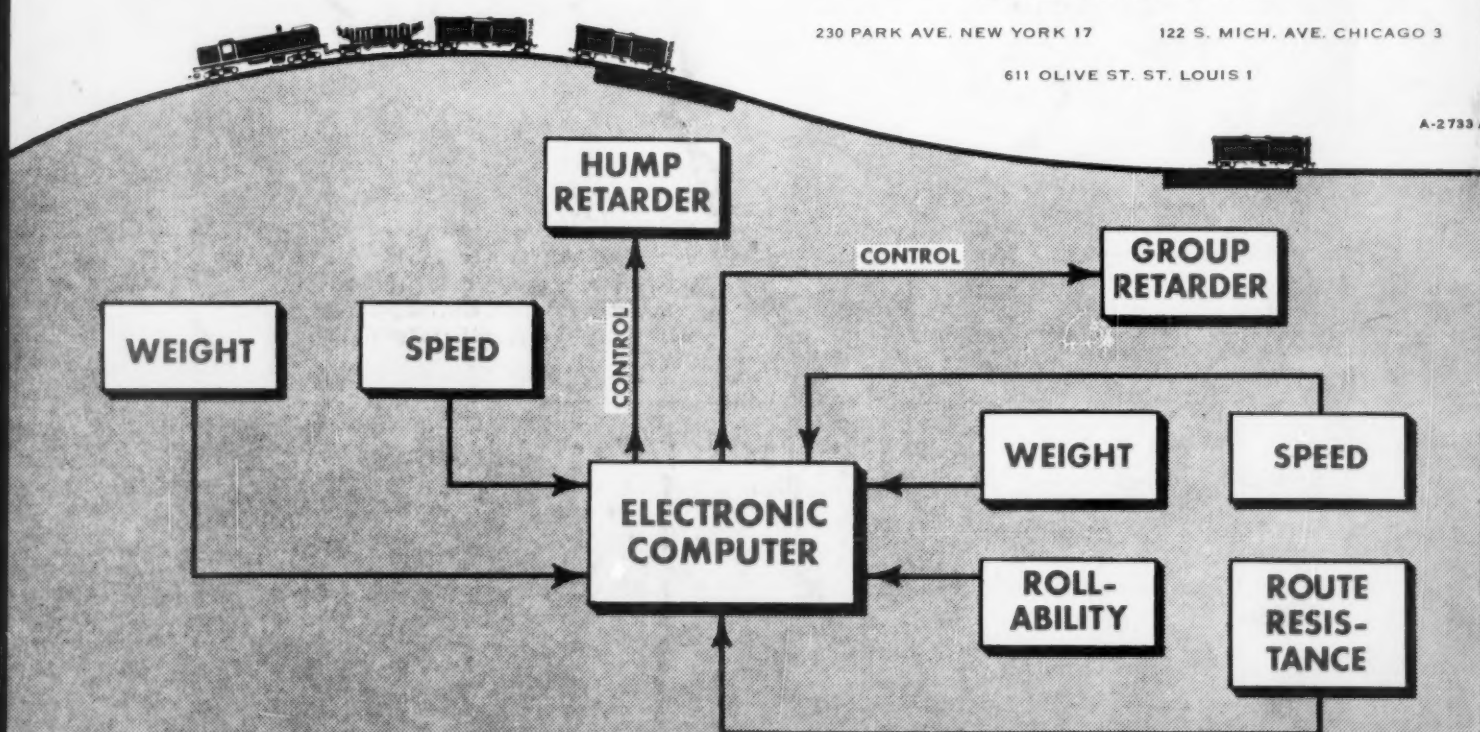 230 PARK AVE. NEW YORK 17
122 S. MICH. AVE. CHICAGO 3
611 OLIVE ST. ST. LOUIS 1
A-2733
HUMP
RETARDER
CONTROL
GROUP
RETARDER
WEIGHT
SPEED
CONTROL
WEIGHT
SPEED
ELECTRONIC
COMPUTER
ROLL-
ABILITY
ROUTE
RESIS-
TANCE